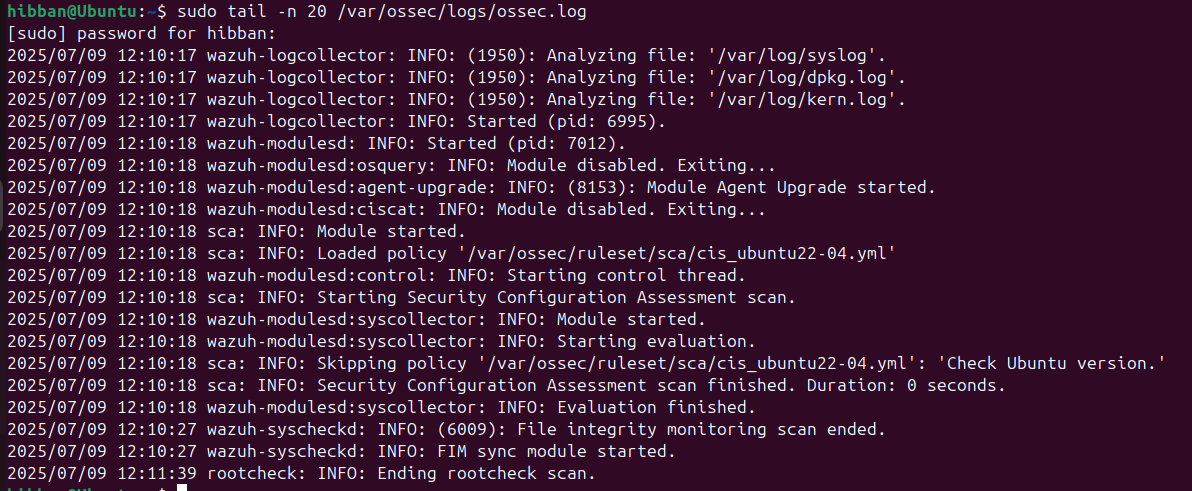 hibban@Ubuntu:~$ sudo tail -n 20 /var/ossec/logs/ossec.log
[sudo] password for hibban:
2025/07/09 12:10:17 wazuh-logcollector: INFO: (1950): Analyzing file: '/var/log/syslog'.
2025/07/09 12:10:17 wazuh-logcollector: INFO: (1950): Analyzing file: '/var/log/dpkg.log'.
2025/07/09 12:10:17 wazuh-logcollector: INFO: (1950): Analyzing file: '/var/log/kern.log'.
2025/07/09 12:10:17 wazuh-logcollector: INFO: Started (pid: 6995).
2025/07/09 12:10:18 wazuh-modulesd: INFO: Started (pid: 7012).
2025/07/09 12:10:18 wazuh-modulesd:osquery: INFO: Module disabled. Exiting...
2025/07/09 12:10:18 wazuh-modulesd:agent-upgrade: INFO: (8153): Module Agent Upgrade started.
2025/07/09 12:10:18 wazuh-modulesd:ciscat: INFO: Module disabled. Exiting...
2025/07/09 12:10:18 sca: INFO: Module started.
2025/07/09 12:10:18 sca: INFO: Loaded policy '/var/ossec/ruleset/sca/cis_ubuntu22-04.yml'
2025/07/09 12:10:18 wazuh-modulesd:control: INFO: Starting control thread.
2025/07/09 12:10:18 sca: INFO: Starting Security Configuration Assessment scan.
2025/07/09 12:10:18 wazuh-modulesd:syscollector: INFO: Module started.
2025/07/09 12:10:18 wazuh-modulesd:syscollector: INFO: Starting evaluation.
2025/07/09 12:10:18 sca: INFO: Skipping policy '/var/ossec/ruleset/sca/cis_ubuntu22-04.yml': 'Check Ubuntu version.'
2025/07/09 12:10:18 sca: INFO: Security Configuration Assessment scan finished. Duration: 0 seconds.
2025/07/09 12:10:18 wazuh-modulesd:syscollector: INFO: Evaluation finished.
2025/07/09 12:10:27 wazuh-syscheckd: INFO: (6009): File integrity monitoring scan ended.
2025/07/09 12:10:27 wazuh-syscheckd: INFO: FIM sync module started.
2025/07/09 12:11:39 rootcheck: INFO: Ending rootcheck scan.